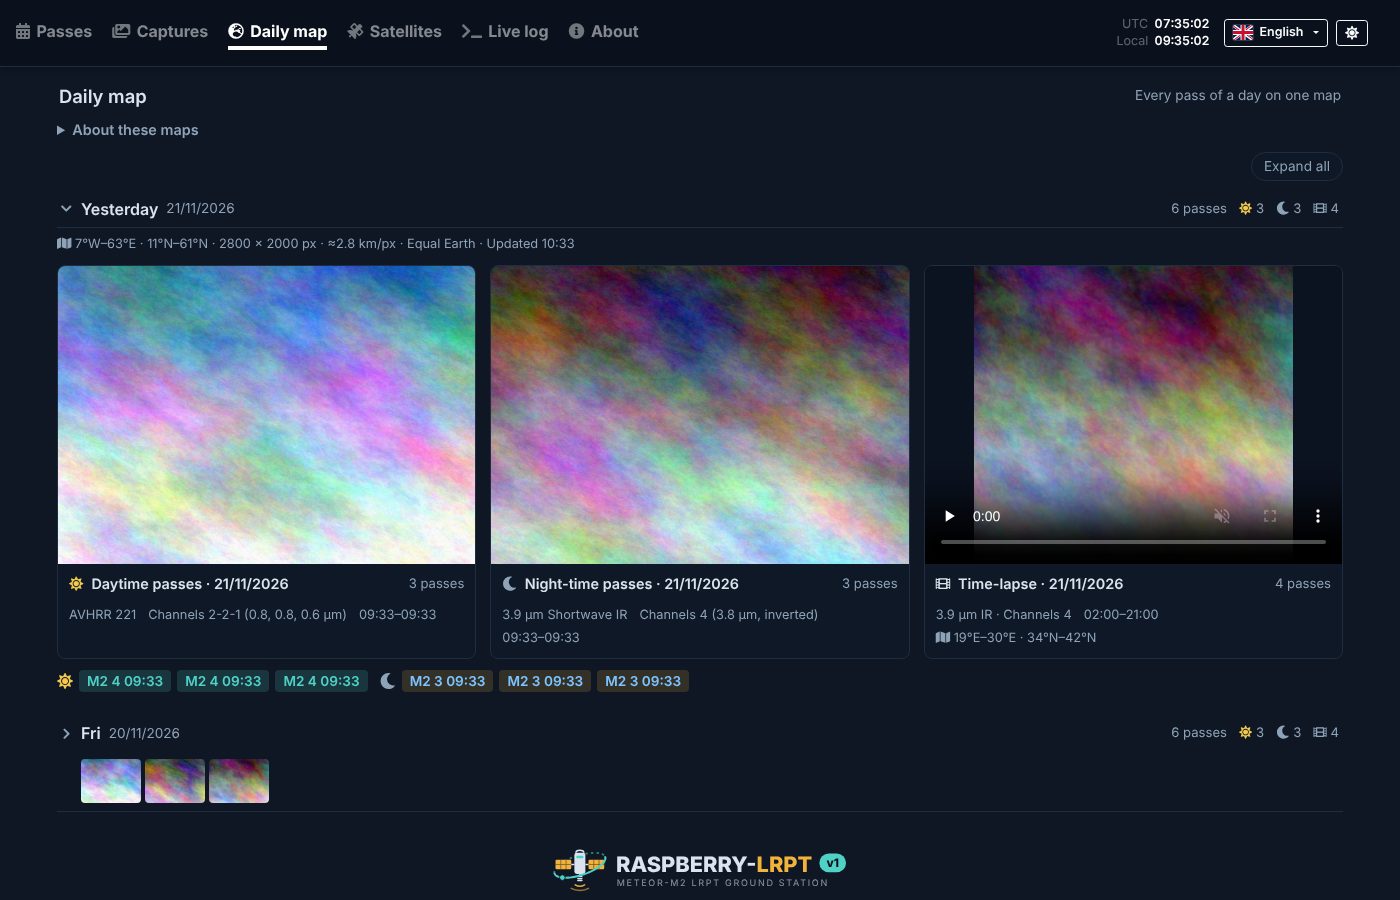 Passes Captures Daily map Satellites Live log About
UTC 07:35:02
Local 09:35:02
English
Daily map
Every pass of a day on one map
About these maps
Expand all
Yesterday 21/11/2026
6 passes 3 3 4
7°W–63°E · 11°N–61°N · 2800 × 2000 px · ≈2.8 km/px · Equal Earth · Updated 10:33
0:00
Daytime passes · 21/11/2026 3 passes
AVHRR 221 Channels 2-2-1 (0.8, 0.8, 0.6 µm) 09:33–09:33
Night-time passes · 21/11/2026 3 passes
3.9 µm Shortwave IR Channels 4 (3.8 µm, inverted)
09:33–09:33
Time-lapse · 21/11/2026 4 passes
3.9 µm IR · Channels 4 02:00–21:00
19°E–30°E · 34°N–42°N
M2 4 09:33 M2 4 09:33 M2 4 09:33 M2 3 09:33 M2 3 09:33 M2 3 09:33
Fri 20/11/2026
6 passes 3 3 4
RASPBERRY-LRPT v1
METEOR-M2 LRPT GROUND STATION